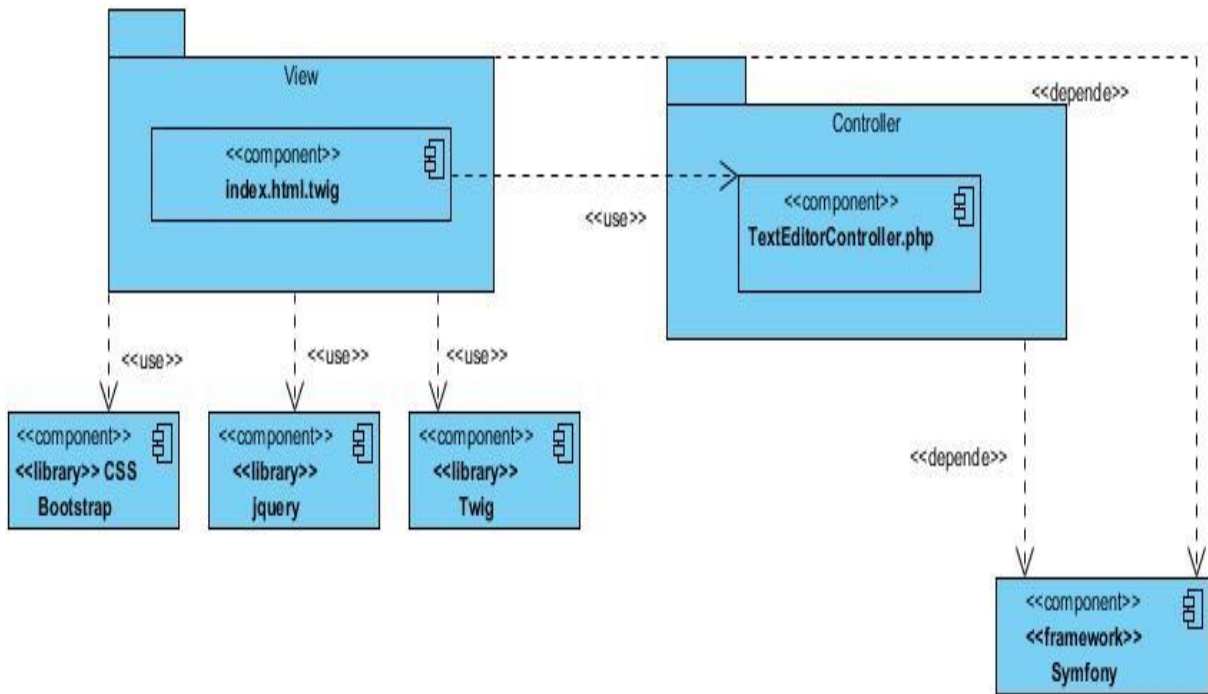 View
<<component>>
index.html.twig
<<use>>
Controller
<<component>>
TextEditorController.php
<<depende>>
<<use>>
<<use>>
<<use>>
<<component>>
<<library>> CSS
Bootstrap
<<component>>
<<library>>
jquery
<<component>>
<<library>>
Twig
<<depende>>
<<component>>
<<framework>>
Symfony